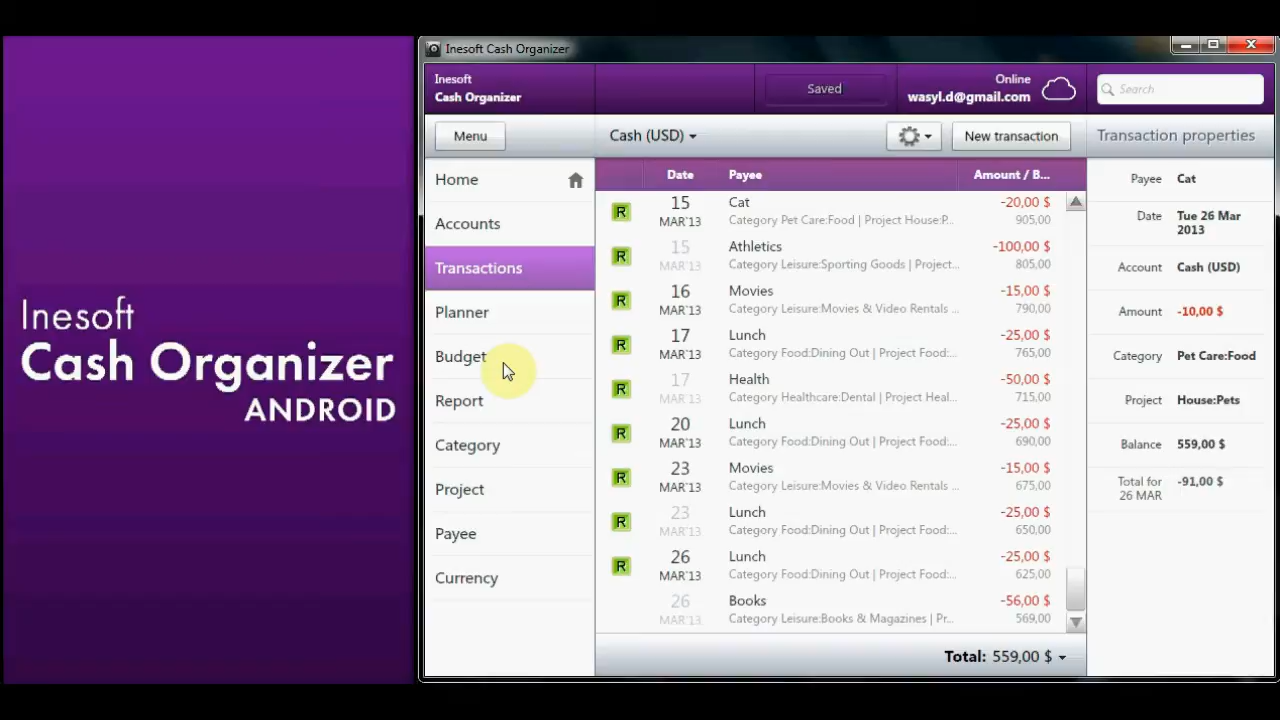 Inesoft
Cash Organizer
ANDROID
Inesoft Cash Organizer
Inesoft
Cash Organizer
Saved
Online
wasyl.d@gmail.com
Search
Menu
Cash (USD)
New transaction
Transaction properties
Home
Accounts
Transactions
Planner
Budget
Report
Category
Project
Payee
Currency
Date Payee Amount / B...
R 15 Cat -20,00 $
MAR'13 Category Pet Care:Food | Project House:P... 905,00
R 15 Athletics -100,00 $
MAR'13 Category Leisure:Sporting Goods | Project... 805,00
R 16 Movies -15,00 $
MAR'13 Category Leisure:Movies & Video Rentals ... 790,00
R 17 Lunch -25,00 $
MAR'13 Category Food:Dining Out | Project Food:... 765,00
R 17 Health -50,00 $
MAR'13 Category Healthcare:Dental | Project Heal... 715,00
R 20 Lunch -25,00 $
MAR'13 Category Food:Dining Out | Project Food:... 690,00
R 23 Movies -15,00 $
MAR'13 Category Leisure:Movies & Video Rentals ... 675,00
R 23 Lunch -25,00 $
MAR'13 Category Food:Dining Out | Project Food:... 650,00
R 26 Lunch -25,00 $
MAR'13 Category Food:Dining Out | Project Food:... 625,00
26 Books -56,00 $
MAR'13 Category Leisure:Books & Magazines | Pr... 569,00
Total: 559,00 $
Payee Cat
Date Tue 26 Mar
2013
Account Cash (USD)
Amount -10,00 $
Category Pet Care:Food
Project House:Pets
Balance 559,00 $
Total for -91,00 $
26 MAR